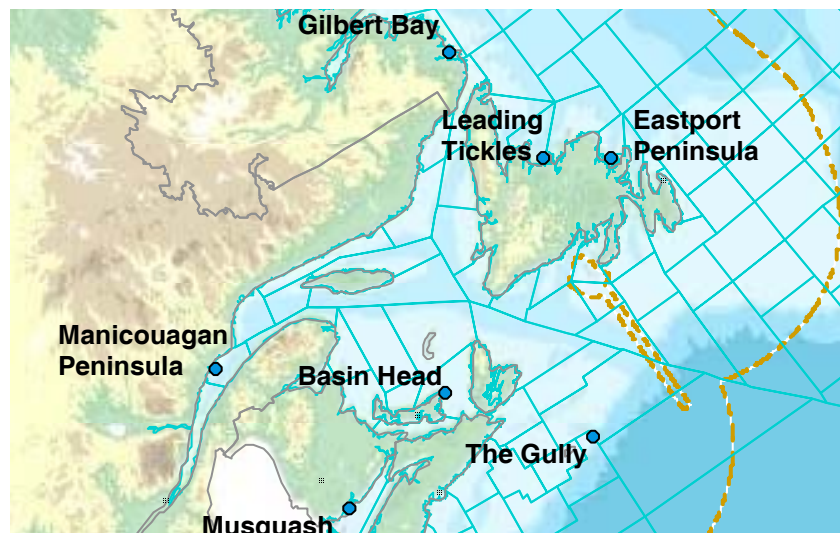 Gilbert Bay
Leading
Tickles
Eastport
Peninsula
Manicouagan
Peninsula
Basin Head
The Gully
Musquash